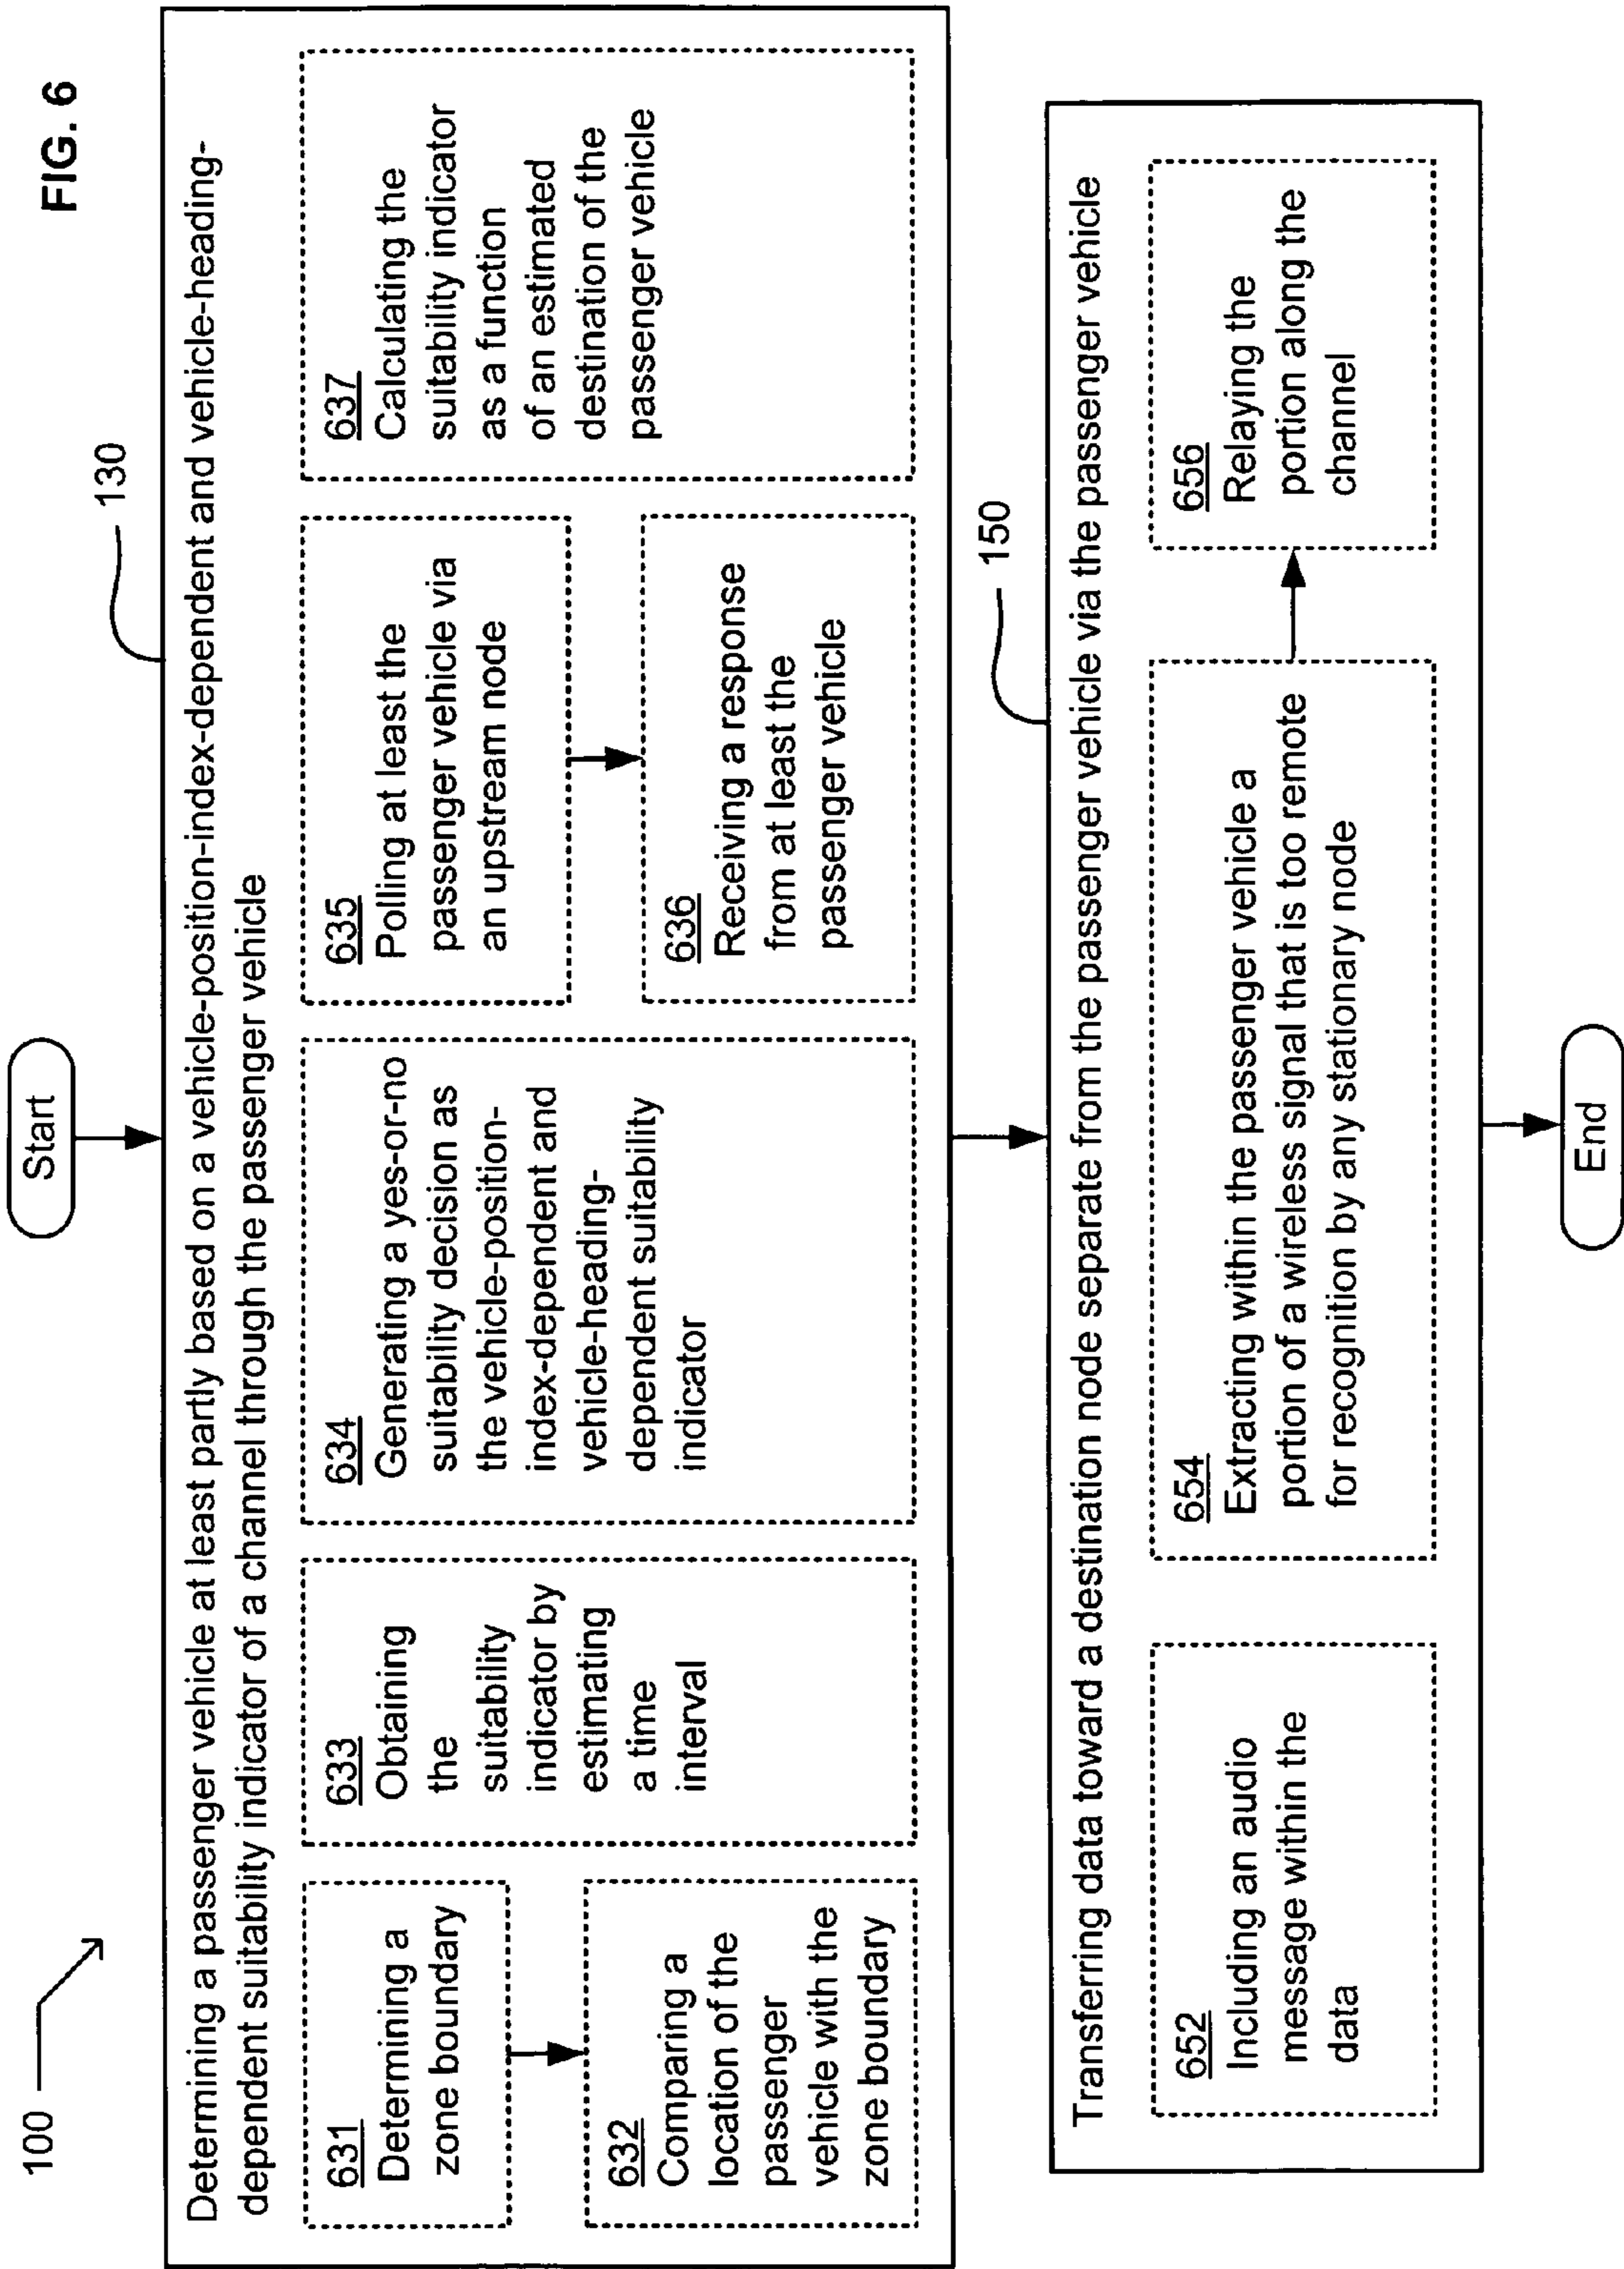 100
FIG. 6
Start
130
Determining a passenger vehicle at least partly based on a vehicle-position-index-dependent and vehicle-heading-
dependent suitability indicator of a channel through the passenger vehicle
631
Determining a
zone boundary
632
Comparing a
location of the
passenger
vehicle with the
zone boundary
633
Obtaining
the
suitability
indicator by
estimating
a time
interval
634
Generating a yes-or-no
suitability decision as
the vehicle-position-
index-dependent and
vehicle-heading-
dependent suitability
indicator
635
Polling at least the
passenger vehicle via
an upstream node
636
Receiving a response
from at least the
passenger vehicle
637
Calculating the
suitability indicator
as a function
of an estimated
destination of the
passenger vehicle
150
Transferring data toward a destination node separate from the passenger vehicle via the passenger vehicle
652
Including an audio
message within the
data
654
Extracting within the passenger vehicle a
portion of a wireless signal that is too remote
for recognition by any stationary node
656
Relaying the
portion along the
channel
End